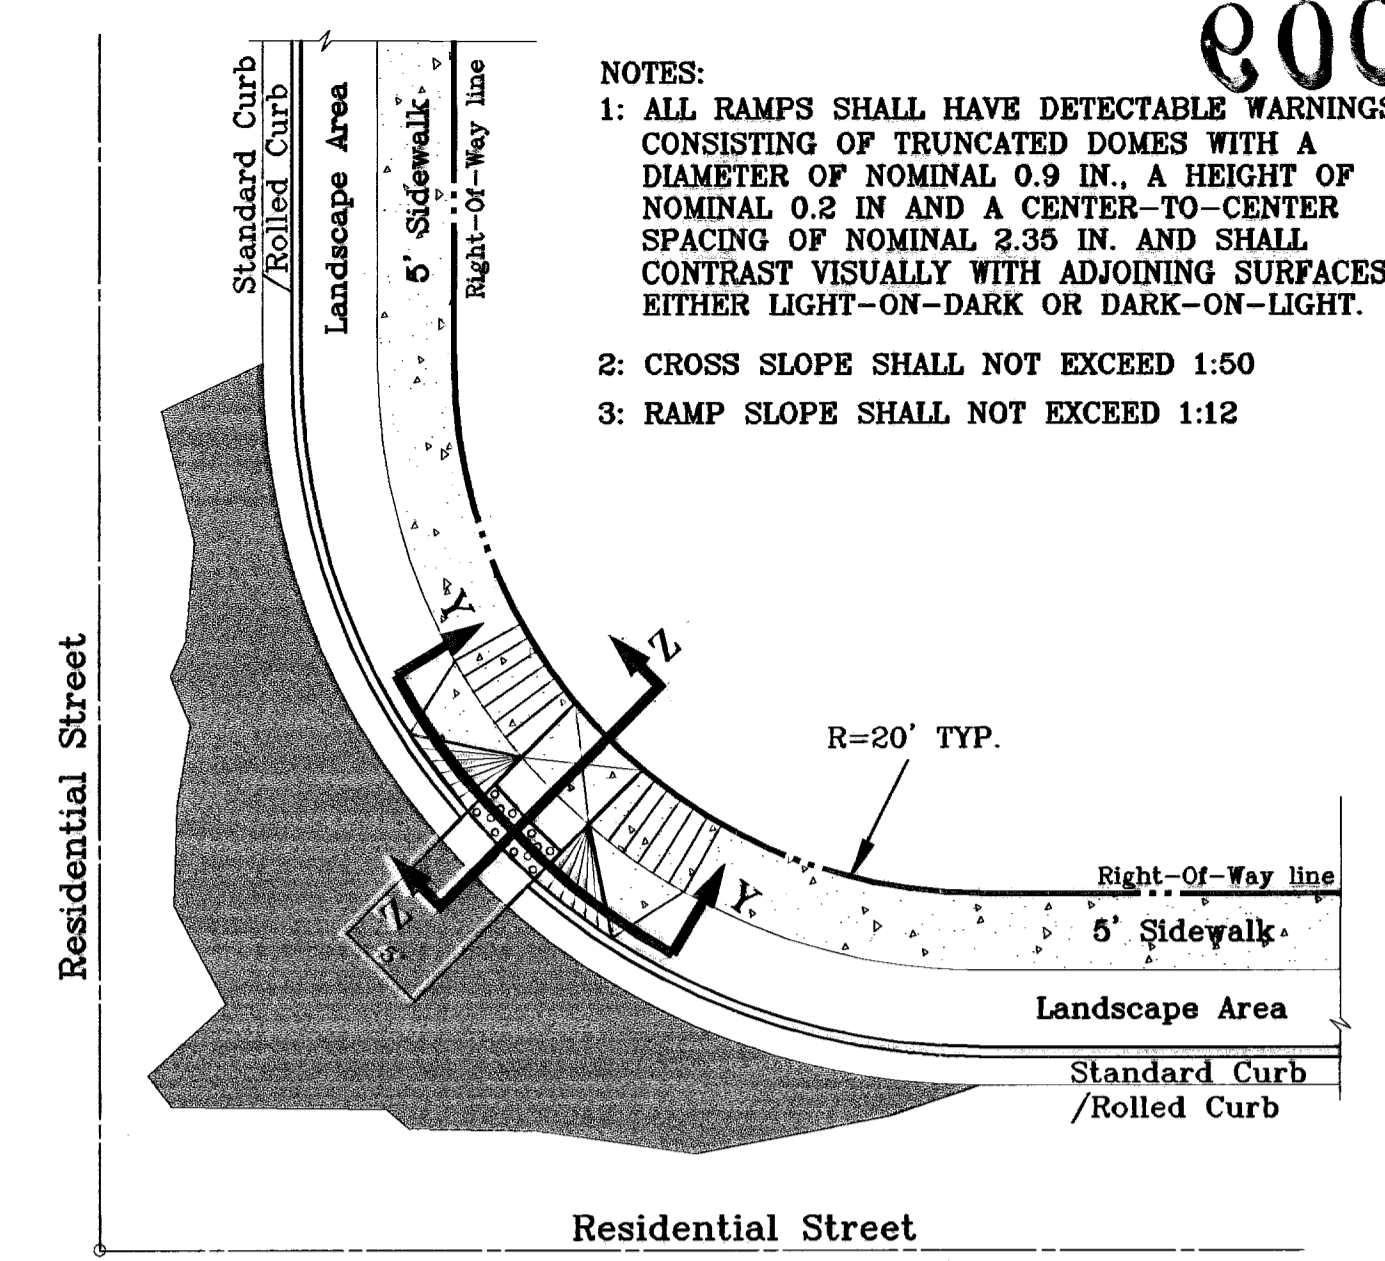 900
NOTES:
1: ALL RAMPS SHALL HAVE DETECTABLE WARNINGS
CONSISTING OF TRUNCATED DOMES WITH A
DIAMETER OF NOMINAL 0.9 IN., A HEIGHT OF
NOMINAL 0.2 IN AND A CENTER-TO-CENTER
SPACING OF NOMINAL 2.35 IN. AND SHALL
CONTRAST VISUALLY WITH ADJOINING SURFACES
EITHER LIGHT-ON-DARK OR DARK-ON-LIGHT.
2: CROSS SLOPE SHALL NOT EXCEED 1:50
3: RAMP SLOPE SHALL NOT EXCEED 1:12
Standard Curb
/Rolled Curb
Landscape Area
5' Sidewalk
Right-Of-Way line
Y
Z
R=20' TYP.
Z
Y
5'
Right-Of-Way line
5' Sidewalk
Landscape Area
Standard Curb
/Rolled Curb
Residential Street
Residential Street